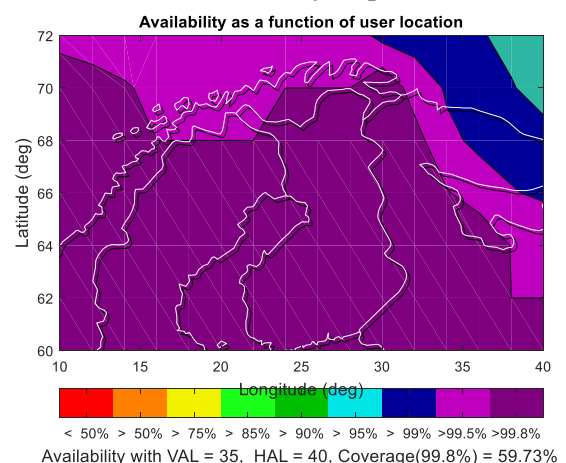 Availability as a function of user location
72
70
68
66
64
62
60
Latitude (deg)
10 15 20 25 30 35 40
Longitude (deg)
< 50% > 50% > 75% > 85% > 90% > 95% > 99% >99.5% >99.8%
Availability with VAL = 35, HAL = 40, Coverage(99.8%) = 59.73%